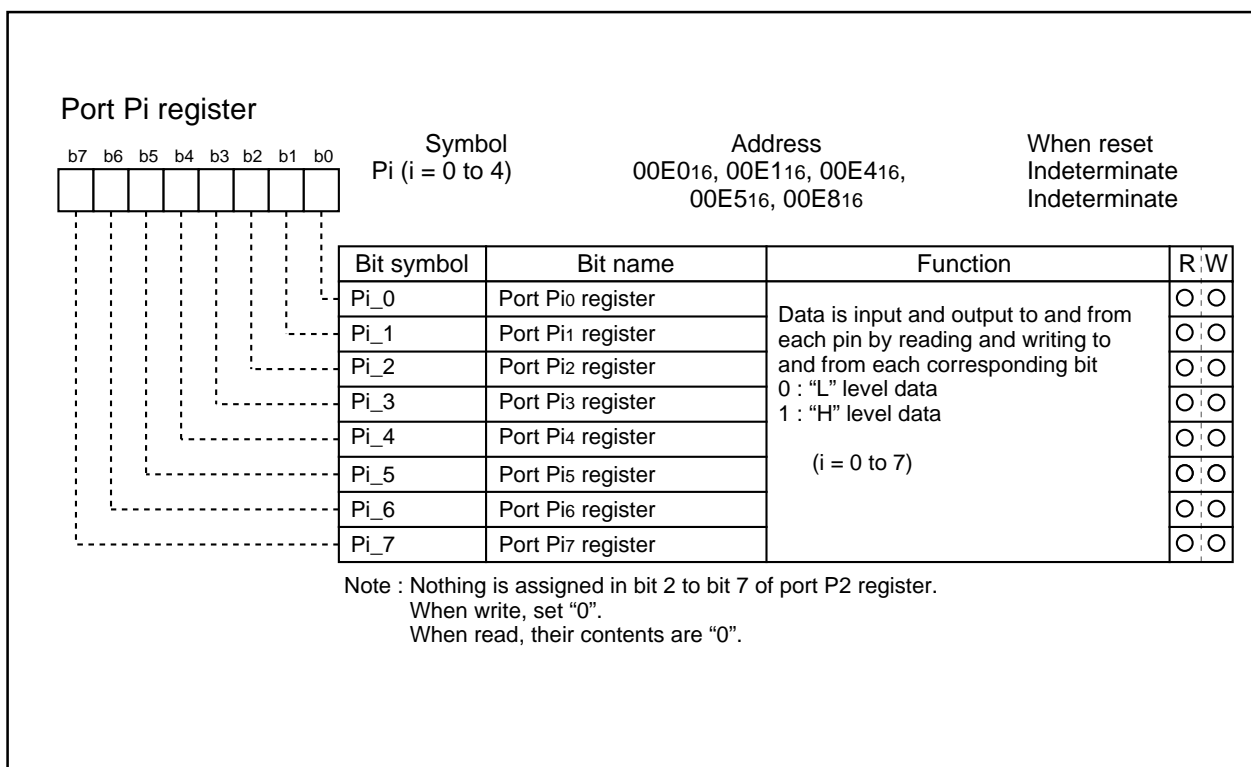 Port Pi register
b7 b6 b5 b4 b3 b2 b1 b0
Symbol Address When reset
Pi (i = 0 to 4) 00E016, 00E116, 00E416, Indeterminate
00E516, 00E816 Indeterminate
Bit symbol Bit name Function R W
Pi_0 Port Pi0 register
Pi_1 Port Pi1 register
Pi_2 Port Pi2 register
Pi_3 Port Pi3 register
Pi_4 Port Pi4 register
Pi_5 Port Pi5 register
Pi_6 Port Pi6 register
Pi_7 Port Pi7 register
Data is input and output to and from
each pin by reading and writing to
and from each corresponding bit
0 : “L” level data
1 : “H” level data
(i = 0 to 7)
Note : Nothing is assigned in bit 2 to bit 7 of port P2 register.
When write, set “0”.
When read, their contents are “0”.